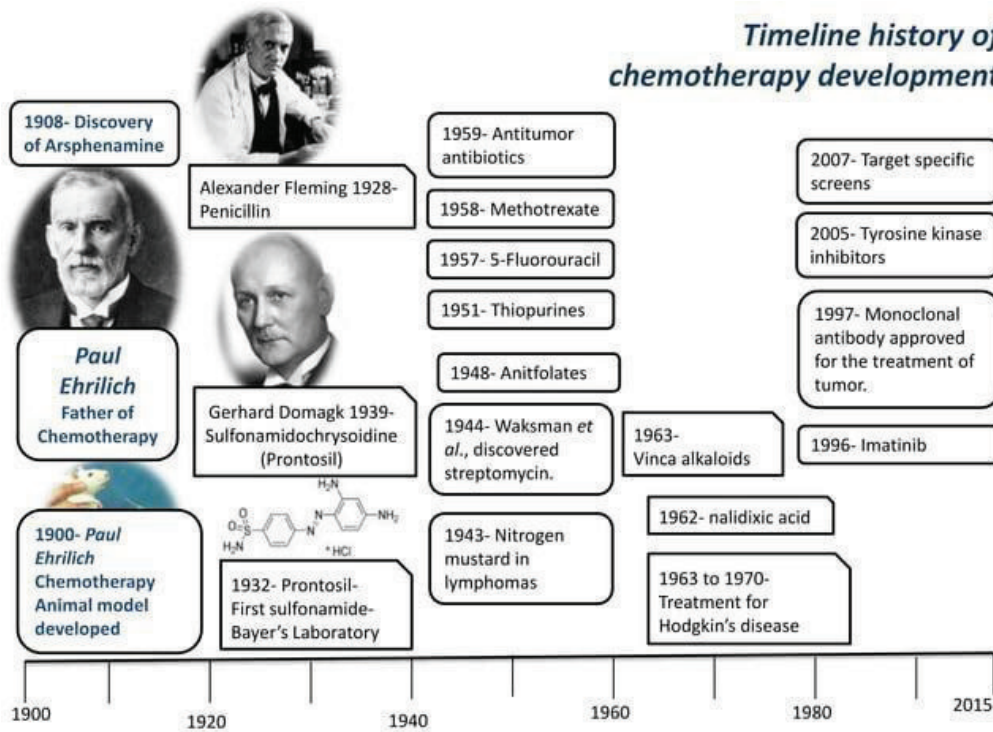 Timeline history of
chemotherapy development
1908- Discovery
of Arsphenamine
Paul
Ehrilich
Father of
Chemotherapy
1900- Paul
Ehrilich
Chemotherapy
Animal model
developed
Alexander Fleming 1928-
Penicillin
Gerhard Domagk 1939-
Sulfonamidochrysoidine
(Prontosil)
H₂N
NH₂
N
N
O
O
S
H₂N
* HCl
1932- Prontosil-
First sulfonamide-
Bayer's Laboratory
1959- Antitumor
antibiotics
1958- Methotrexate
1957- 5-Fluorouracil
1951- Thiopurines
1948- Anitfolates
1944- Waksman et
al., discovered
streptomycin.
1943- Nitrogen
mustard in
lymphomas
1963-
Vinca alkaloids
1962- nalidixic acid
1963 to 1970-
Treatment for
Hodgkin's disease
2007- Target specific
screens
2005- Tyrosine kinase
inhibitors
1997- Monoclonal
antibody approved
for the treatment of
tumor.
1996- Imatinib
1900
1920
1940
1960
1980
2015